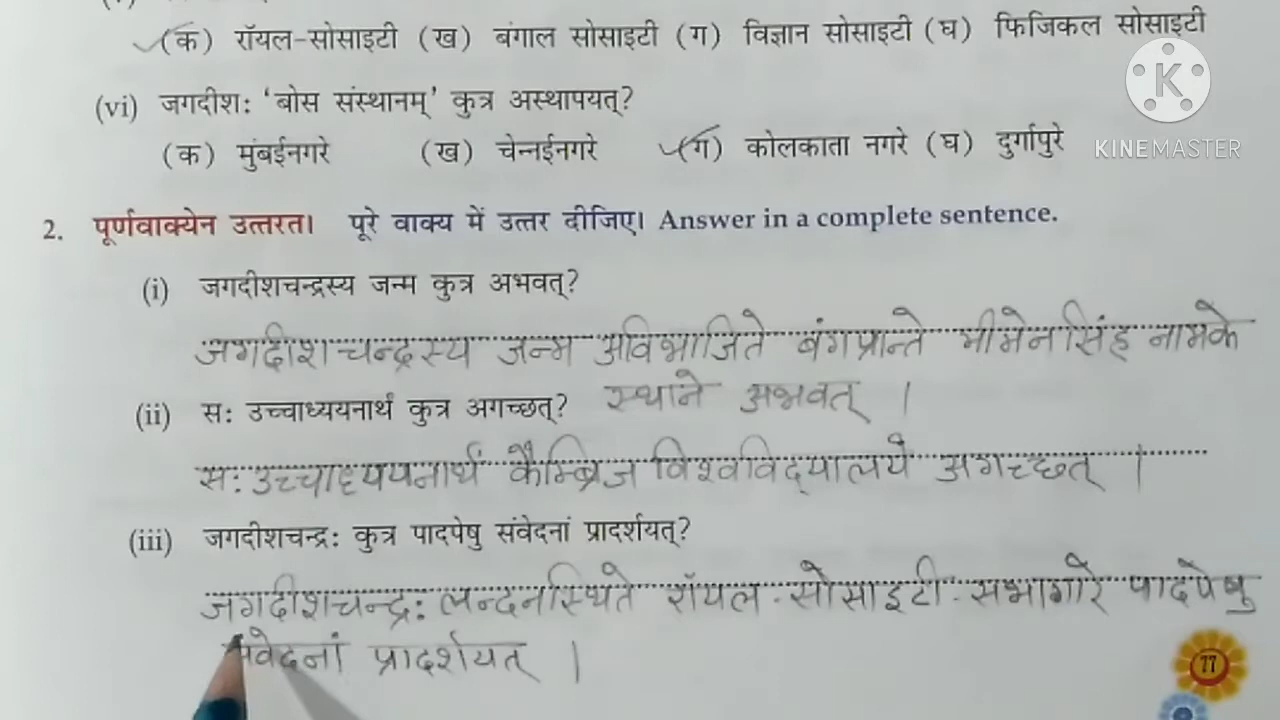 (क) रॉयल-सोसाइटी (ख) बंगाल सोसाइटी (ग) विज्ञान सोसाइटी (घ) फिजिकल सोसाइटी
(vi) जगदीशः 'बोस संस्थानम्' कुत्र अस्थापयत्?
(क) मुंबईनगरे (ख) चेन्नईनगरे (ग) कोलकाता नगरे (घ) दुर्गापुरे
KINEMASTER
2. पूर्णवाक्येन उत्तरत। पूरे वाक्य में उत्तर दीजिए। Answer in a complete sentence.
(i) जगदीशचन्द्रस्य जन्म कुत्र अभवत्?
जगदीशचन्द्रस्य जन्म अविभाजिते बंगप्रान्ते मीमेनसिंह नामके
स्थाने अभवत् ।
(ii) सः उच्चाध्ययनार्थं कुत्र अगच्छत्?
सः उच्चाध्ययनार्थं कैम्ब्रिज विश्वविद्यालये अगच्छत् ।
(iii) जगदीशचन्द्रः कुत्र पादपेषु संवेदनां प्रादर्शयत्?
जगदीशचन्द्रः लन्दनस्थिते रॉयल-सोसाइटी-सभागारे पादपेषु
संवेदनां प्रादर्शयत् ।
77